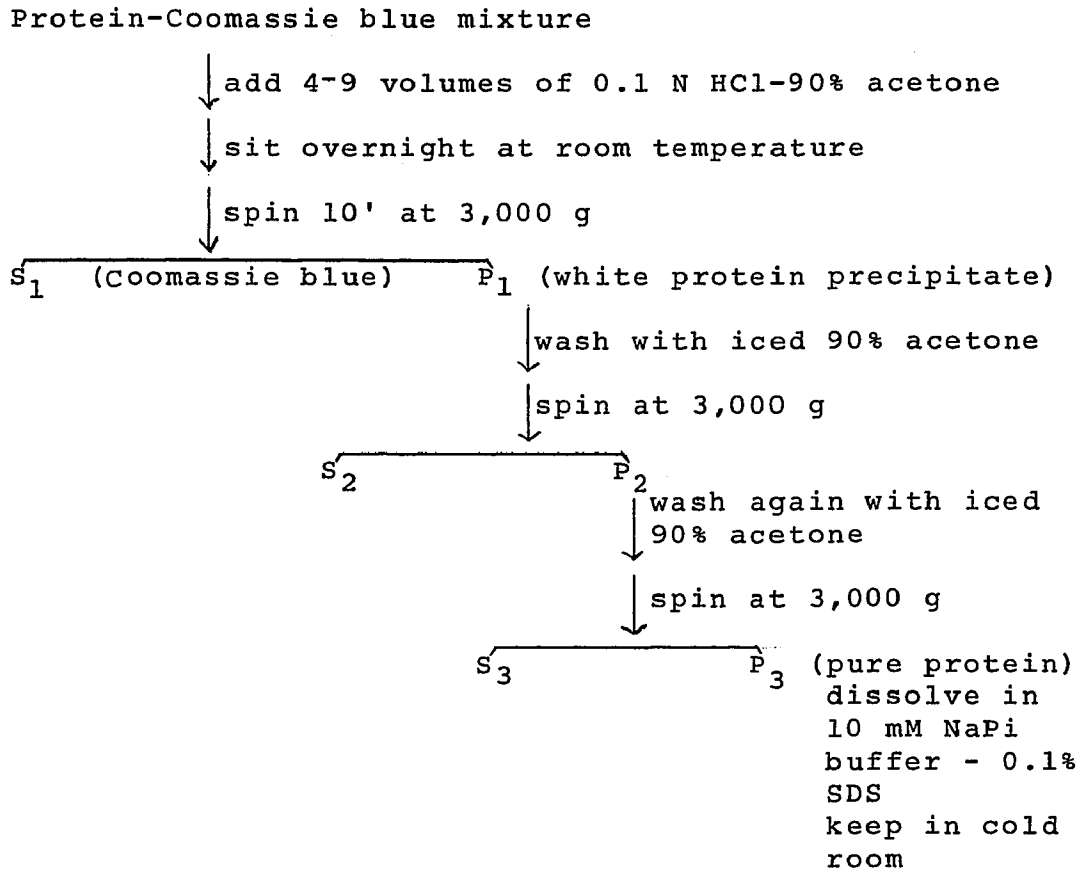 Protein-Coomassie blue mixture
add 4-9 volumes of 0.1 N HCl-90% acetone
sit overnight at room temperature
spin 10' at 3,000 g
S1 (Coomassie blue) P1 (white protein precipitate)
wash with iced 90% acetone
spin at 3,000 g
S2 P2
wash again with iced
90% acetone
spin at 3,000 g
S3 P3 (pure protein)
dissolve in
10 mM NaPi
buffer - 0.1%
SDS
keep in cold
room